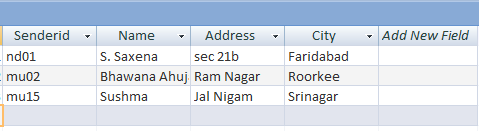 Senderid Name Address City Add New Field
nd01 S. Saxena sec 21b Faridabad
mu02 Bhawana Ahuj Ram Nagar Roorkee
mu15 Sushma Jal Nigam Srinagar